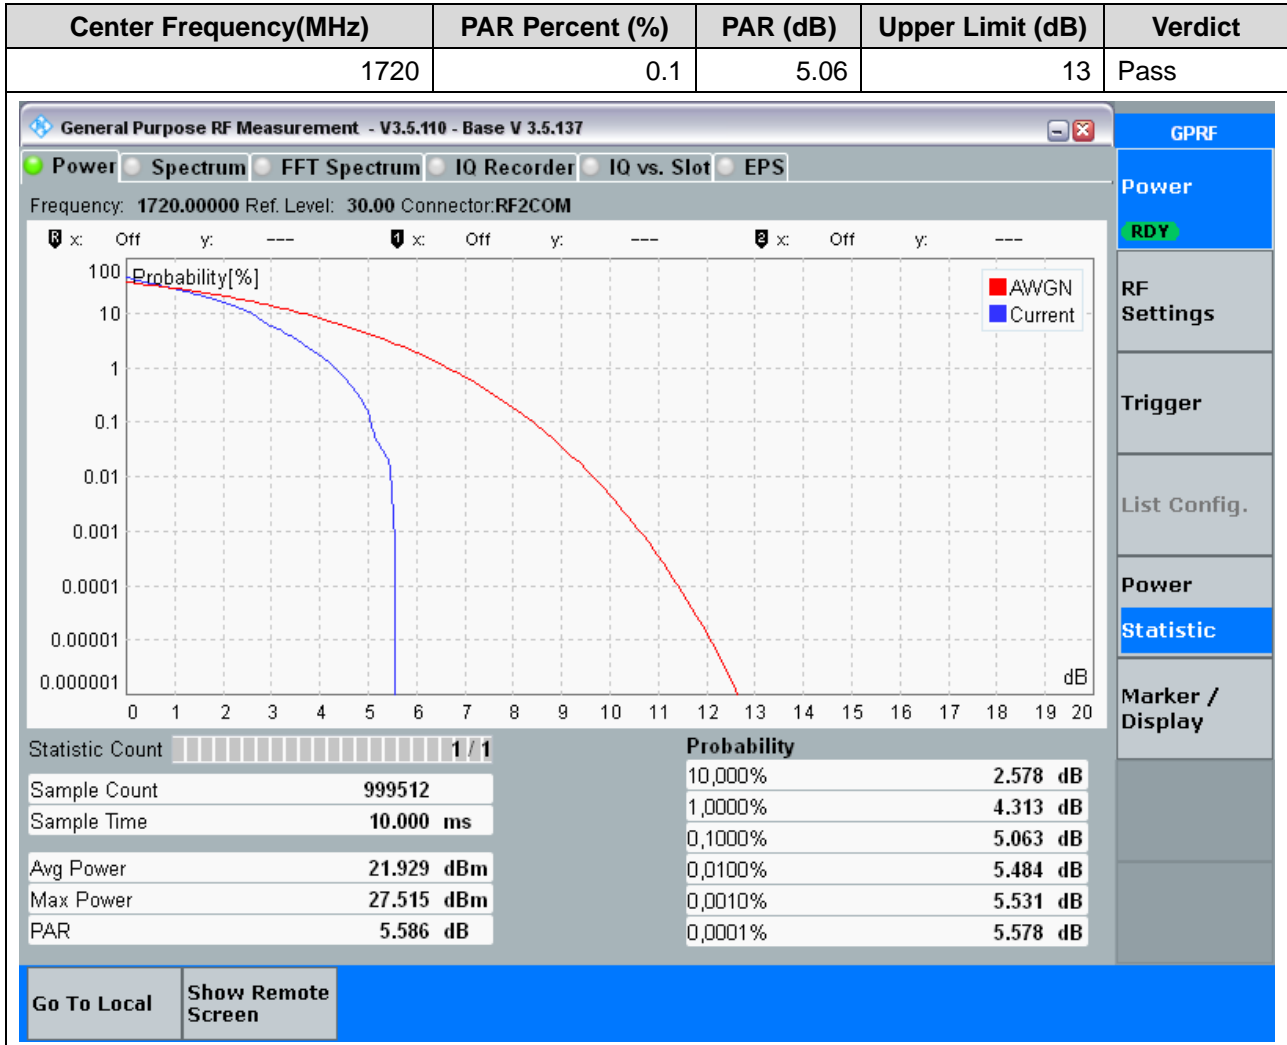 Center Frequency(MHz) PAR Percent (%) PAR (dB) Upper Limit (dB) Verdict
1720 0.1 5.06 13 Pass
General Purpose RF Measurement - V3.5.110 - Base V 3.5.137
GPRF
Power Spectrum FFT Spectrum IQ Recorder IQ vs. Slot EPS
Frequency: 1720.00000 Ref. Level: 30.00 Connector:RF2COM
R x: Off y: --- 1 x: Off y: --- 2 x: Off y: ---
Probability[%]
100
10
1
0.1
0.01
0.001
0.0001
0.00001
0.000001
AWGN
Current
dB
0 1 2 3 4 5 6 7 8 9 10 11 12 13 14 15 16 17 18 19 20
Statistic Count 1 / 1
Sample Count 999512
Sample Time 10.000 ms
Avg Power 21.929 dBm
Max Power 27.515 dBm
PAR 5.586 dB
Probability
10,000% 2.578 dB
1,0000% 4.313 dB
0,1000% 5.063 dB
0,0100% 5.484 dB
0,0010% 5.531 dB
0,0001% 5.578 dB
Power
RDY
RF
Settings
Trigger
List Config.
Power
Statistic
Marker /
Display
Go To Local
Show Remote
Screen